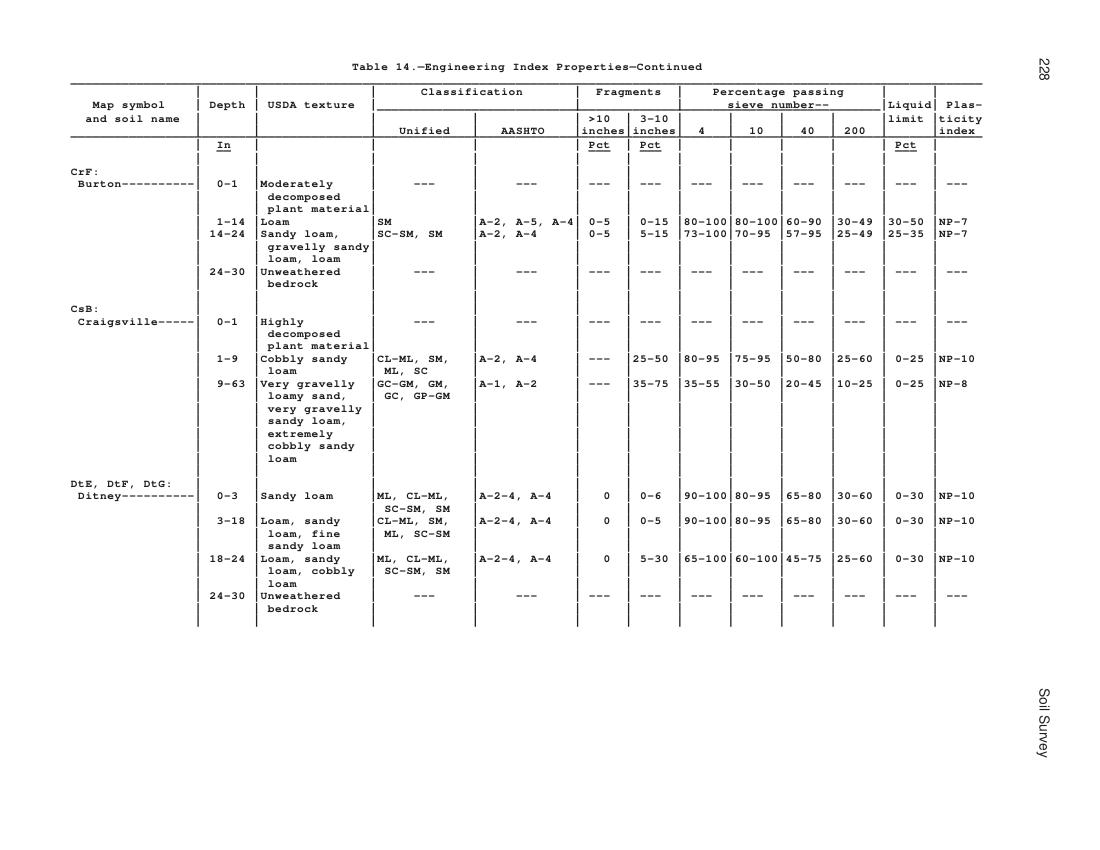 228
Table 14.—Engineering Index Properties—Continued
Classification Fragments Percentage passing
Map symbol Depth USDA texture sieve number-- Liquid Plas-
and soil name >10 3-10 limit ticity
Unified AASHTO inches inches 4 10 40 200 index
In Pct Pct Pct
CrF:
Burton---------- 0-1 Moderately --- --- --- --- --- --- --- --- --- ---
decomposed
plant material
1-14 Loam SM A-2, A-5, A-4 0-5 0-15 80-100 80-100 60-90 30-49 30-50 NP-7
14-24 Sandy loam, SC-SM, SM A-2, A-4 0-5 5-15 73-100 70-95 57-95 25-49 25-35 NP-7
gravelly sandy
loam, loam
24-30 Unweathered --- --- --- --- --- --- --- --- --- ---
bedrock
CsB:
Craigsville----- 0-1 Highly --- --- --- --- --- --- --- --- --- ---
decomposed
plant material
1-9 Cobbly sandy CL-ML, SM, A-2, A-4 --- 25-50 80-95 75-95 50-80 25-60 0-25 NP-10
loam ML, SC
9-63 Very gravelly GC-GM, GM, A-1, A-2 --- 35-75 35-55 30-50 20-45 10-25 0-25 NP-8
loamy sand, GC, GP-GM
very gravelly
sandy loam,
extremely
cobbly sandy
loam
DtE, DtF, DtG:
Ditney---------- 0-3 Sandy loam ML, CL-ML, A-2-4, A-4 0 0-6 90-100 80-95 65-80 30-60 0-30 NP-10
SC-SM, SM
3-18 Loam, sandy CL-ML, SM, A-2-4, A-4 0 0-5 90-100 80-95 65-80 30-60 0-30 NP-10
loam, fine ML, SC-SM
sandy loam
18-24 Loam, sandy ML, CL-ML, A-2-4, A-4 0 5-30 65-100 60-100 45-75 25-60 0-30 NP-10
loam, cobbly SC-SM, SM
loam
24-30 Unweathered --- --- --- --- --- --- --- --- --- ---
bedrock
Soil Survey